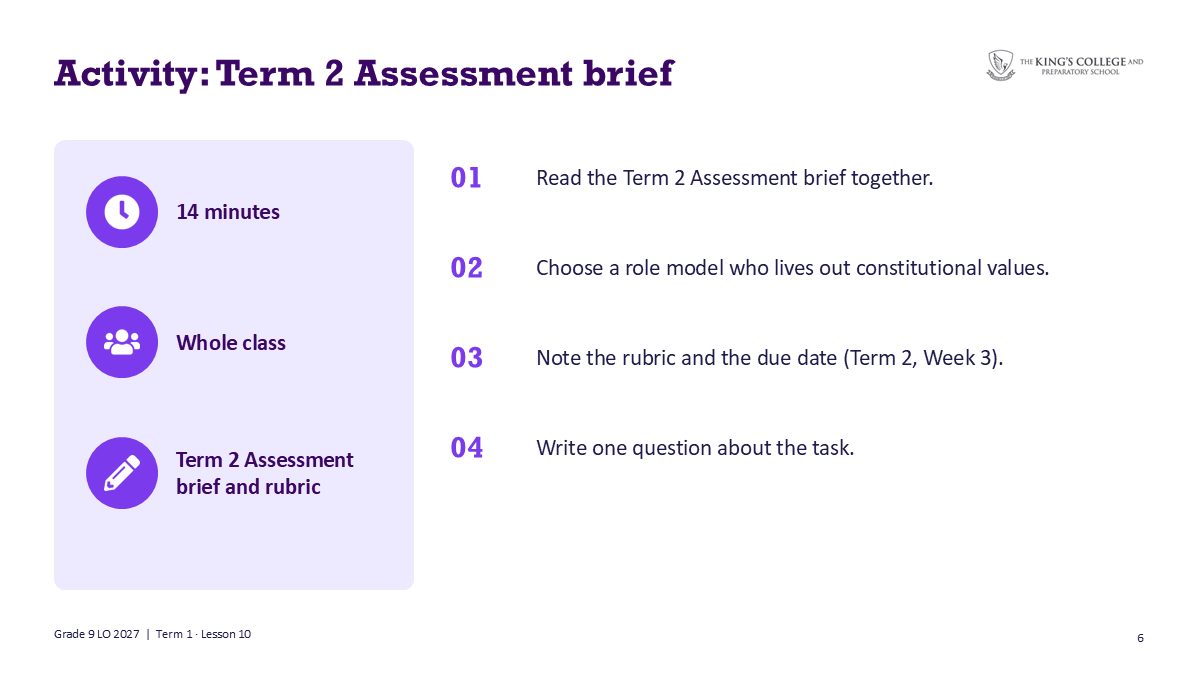 Activity: Term 2 Assessment brief
THE KING'S COLLEGE AND
PREPARATORY SCHOOL
14 minutes
Whole class
Term 2 Assessment
brief and rubric
01
Read the Term 2 Assessment brief together.
02
Choose a role model who lives out constitutional values.
03
Note the rubric and the due date (Term 2, Week 3).
04
Write one question about the task.
Grade 9 LO 2027 | Term 1 · Lesson 10
6